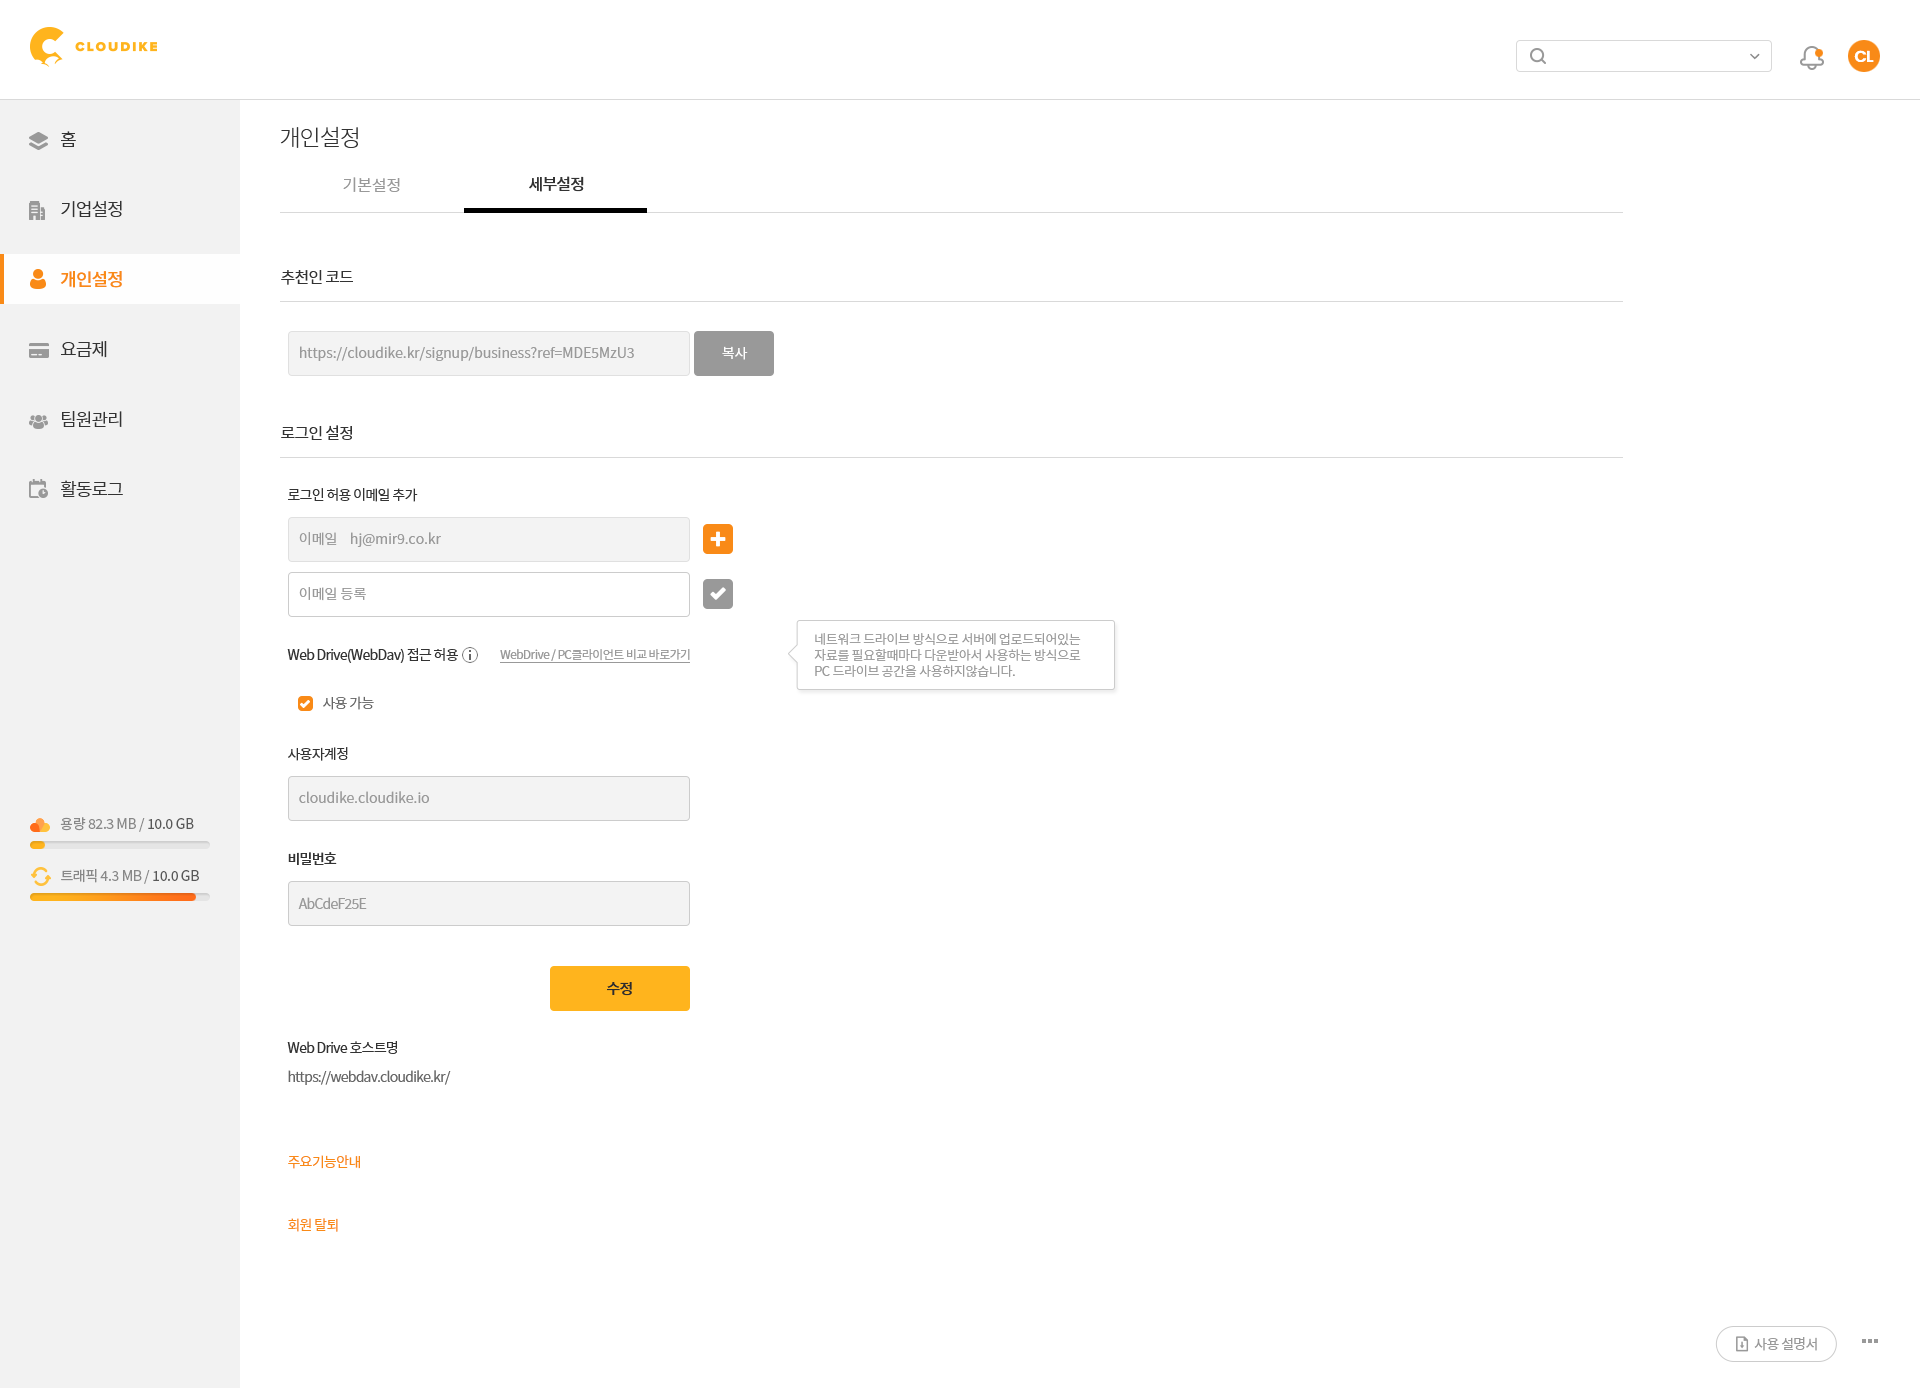 CLOUDIKE
CL
홈
기업설정
개인설정
요금제
팀원관리
활동로그
용량 82.3 MB / 10.0 GB
트래픽 4.3 MB / 10.0 GB
개인설정
기본설정
세부설정
추천인 코드
https://cloudike.kr/signup/business?ref=MDE5MzU3
복사
로그인 설정
로그인 허용 이메일 추가
이메일 hj@mir9.co.kr
이메일 등록
Web Drive(WebDav) 접근 허용
WebDrive / PC클라이언트 비교 바로가기
네트워크 드라이브 방식으로 서버에 업로드되어있는
자료를 필요할때마다 다운받아서 사용하는 방식으로
PC 드라이브 공간을 사용하지않습니다.
사용 가능
사용자계정
cloudike.cloudike.io
비밀번호
AbCdeF25E
수정
Web Drive 호스트명
https://webdav.cloudike.kr/
주요기능안내
회원 탈퇴
사용 설명서